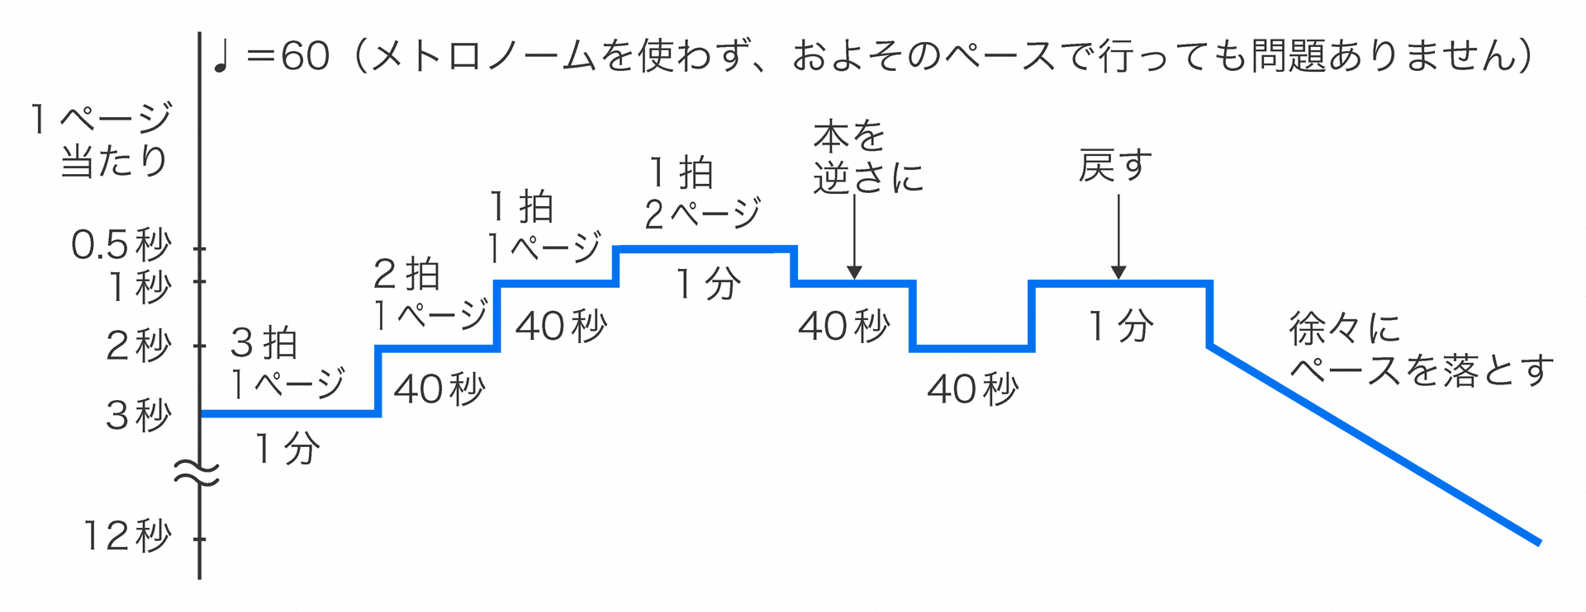 ♩＝60（メトロノームを使わず、およそのペースで行っても問題ありません）
1ページ
当たり
0.5秒
1秒
2秒
3秒
12秒
3拍
1ページ
1分
2拍
1ページ
40秒
1拍
1ページ
40秒
1拍
2ページ
1分
本を
逆さに
40秒
40秒
戻す
1分
徐々に
ペースを落とす